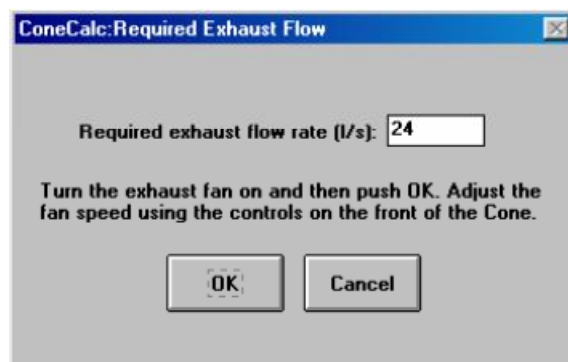 ConeCalc:Required Exhaust Flow
Required exhaust flow rate (l/s): 24
Turn the exhaust fan on and then push OK. Adjust the
fan speed using the controls on the front of the Cone.
OK Cancel